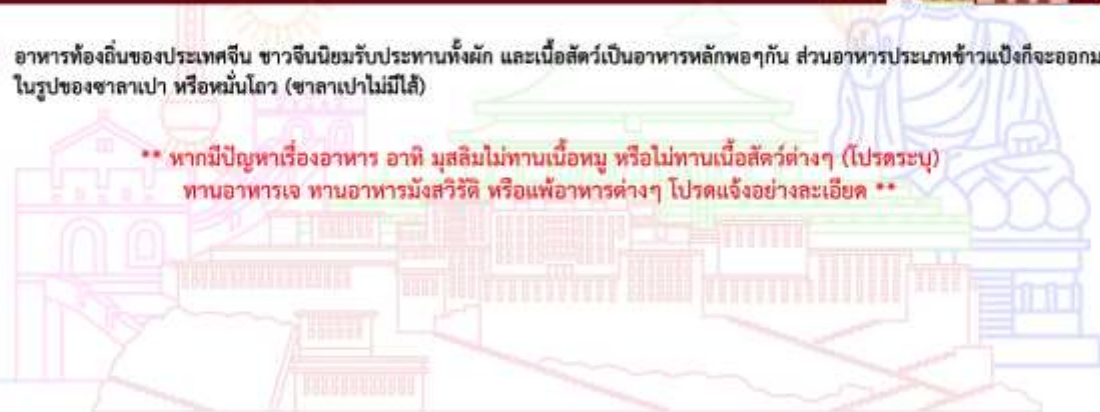 อาหารท้องถิ่นของประเทศจีน ชาวจีนนิยมรับประทานทั้งผัก และเนื้อสัตว์เป็นอาหารหลักพอๆกัน ส่วนอาหารประเภทข้าวแป้งก็จะออกม
ในรูปของซาลาเปา หรือหมั่นโถว (ซาลาเปาไม่มีไส้)
** หากมีปัญหาเรื่องอาหาร อาทิ มุสลิมไม่ทานเนื้อหมู หรือไม่ทานเนื้อสัตว์ต่างๆ (โปรดระบุ)
ทานอาหารเจ ทานอาหารมังสวิรัติ หรือแพ้อาหารต่างๆ โปรดแจ้งอย่างละเอียด **